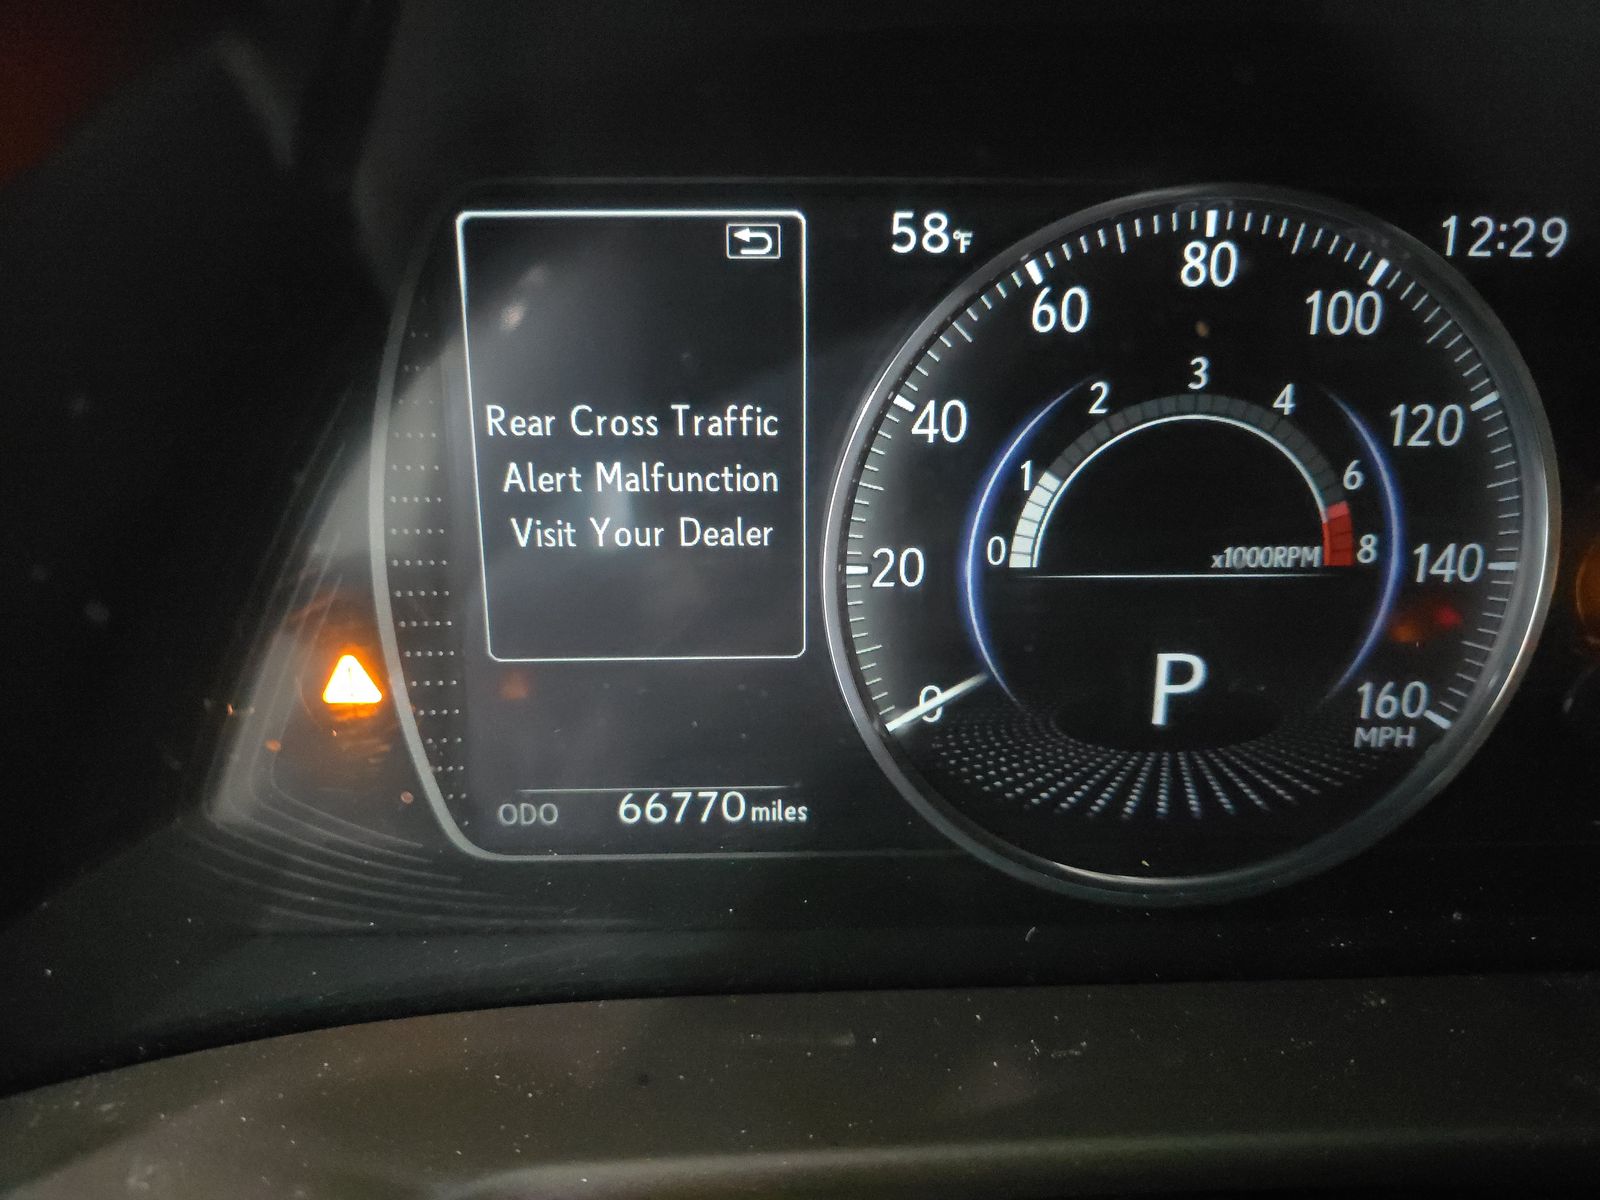 58°F
12:29
Rear Cross Traffic
Alert Malfunction
Visit Your Dealer
ODO 66770 miles
0
20
40
60
80
100
120
140
160
MPH
0
1
2
3
4
6
8
x1000RPM
P